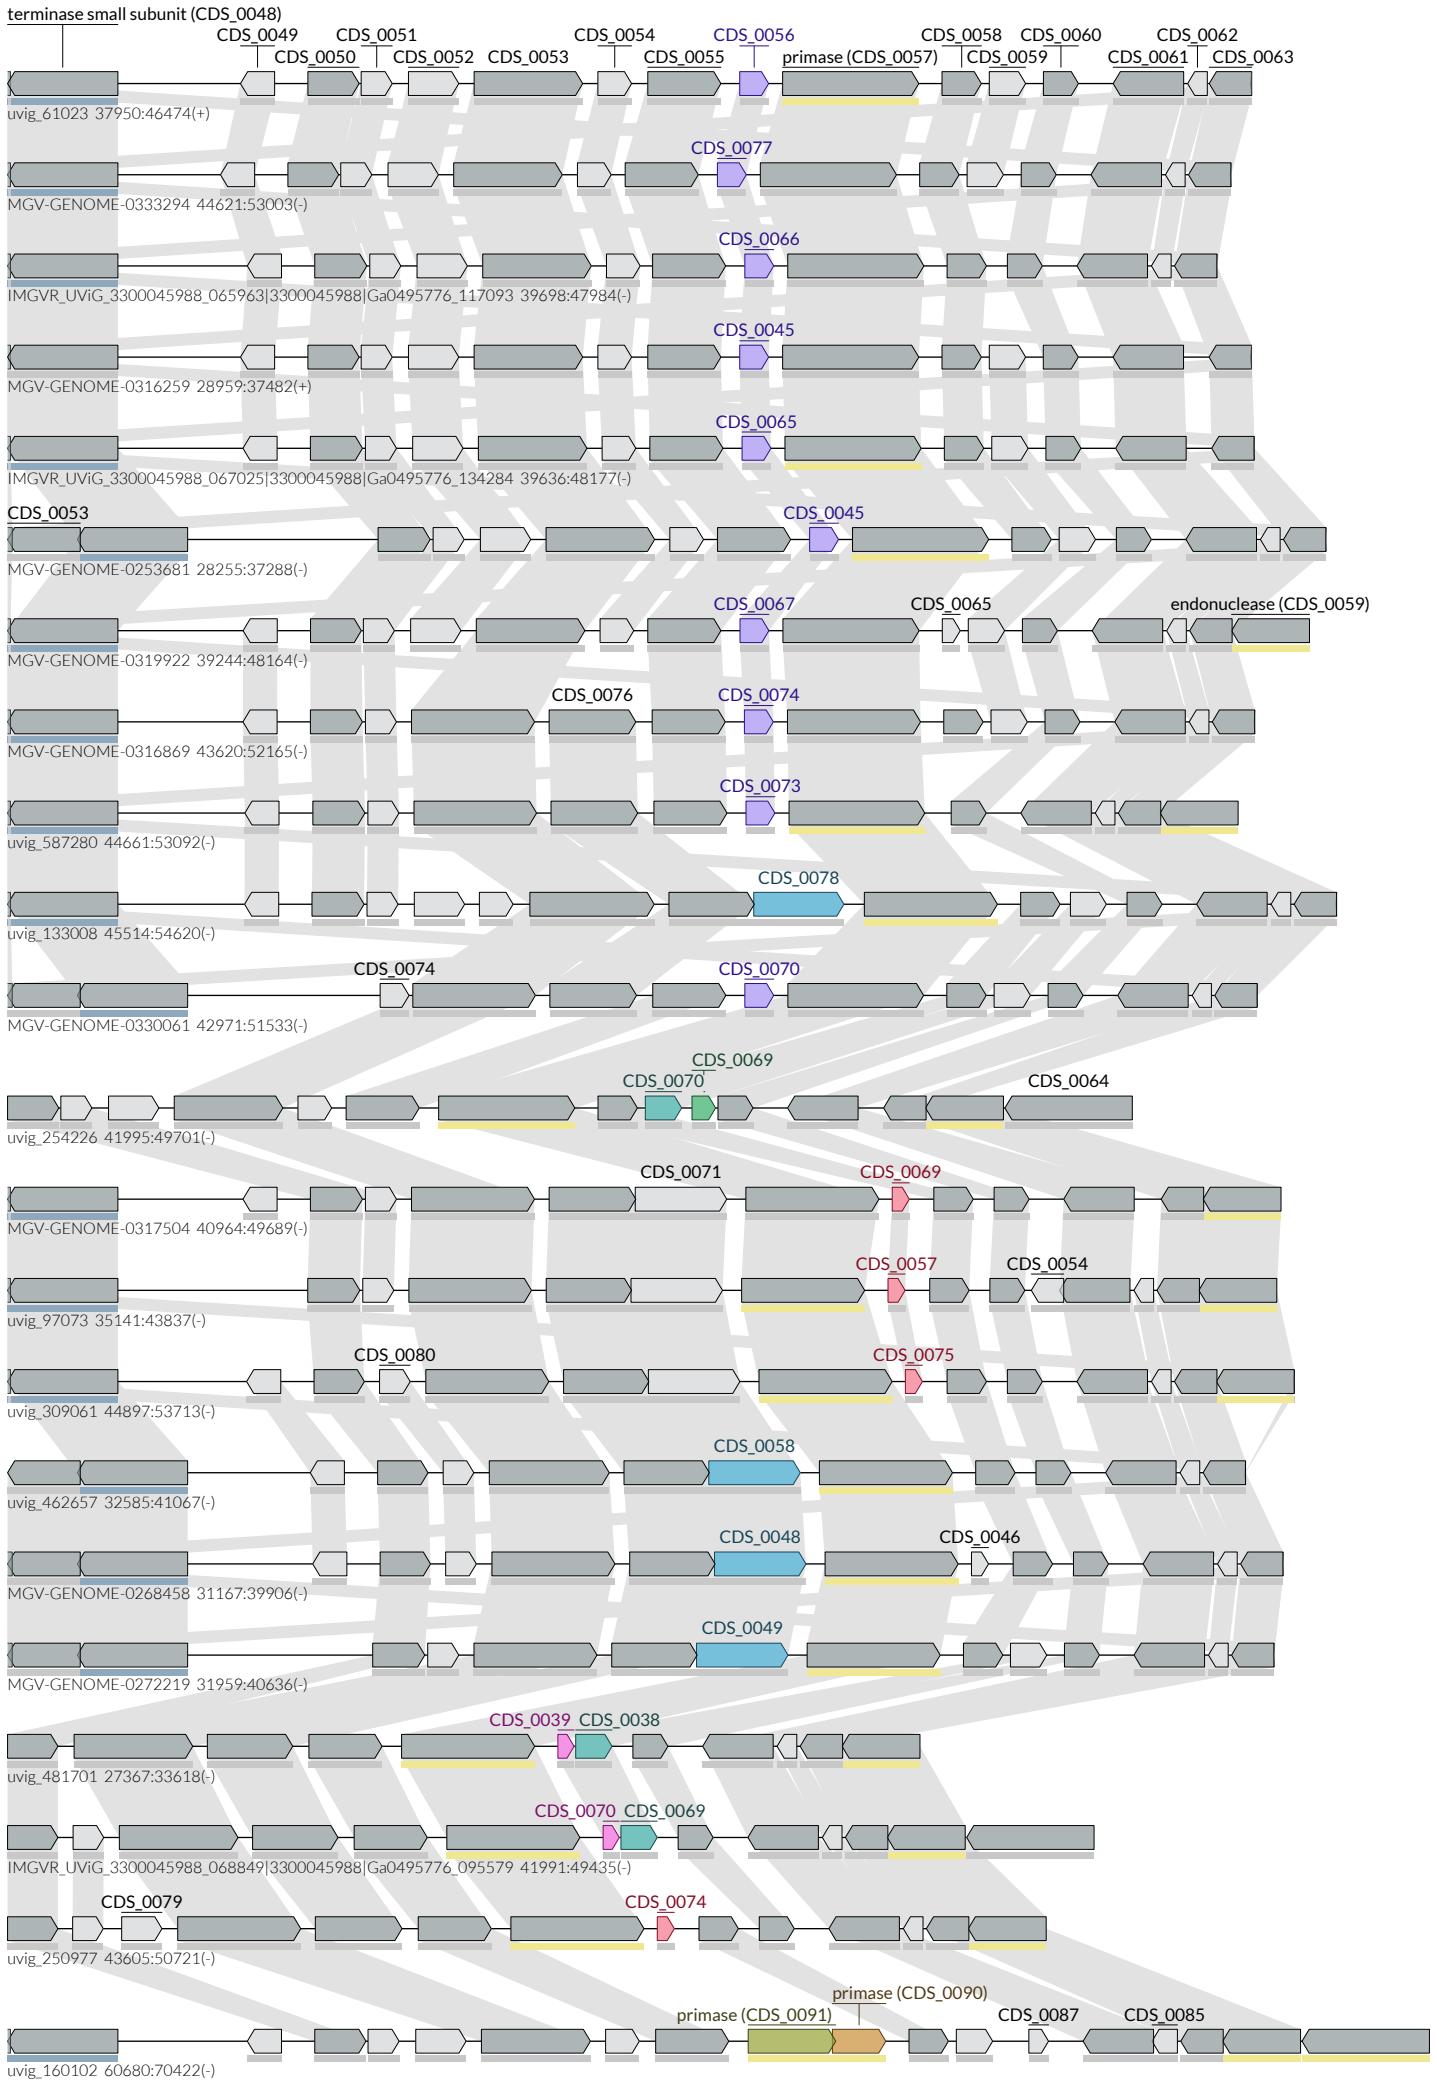 terminase small subunit (CDS_0048)
CDS_0049 CDS_0051 CDS_0054 CDS_0056 CDS_0058 CDS_0060 CDS_0062
CDS_0050 CDS_0052 CDS_0053 CDS_0055 primase (CDS_0057) CDS_0059 CDS_0061 CDS_0063
uvig_61023 37950:46474(+)
CDS_0077
MGV-GENOME-0333294 44621:53003(-)
CDS_0066
IMGVR_UViG_3300045988_065963|3300045988|Ga0495776_117093 39698:47984(-)
CDS_0045
MGV-GENOME-0316259 28959:37482(+)
CDS_0065
IMGVR_UViG_3300045988_067025|3300045988|Ga0495776_134284 39636:48177(-)
CDS_0053 CDS_0045
MGV-GENOME-0253681 28255:37288(-)
CDS_0067 CDS_0065 endonuclease (CDS_0059)
MGV-GENOME-0319922 39244:48164(-)
CDS_0076 CDS_0074
MGV-GENOME-0316869 43620:52165(-)
CDS_0073
uvig_587280 44661:53092(-)
CDS_0078
uvig_133008 45514:54620(-)
CDS_0074 CDS_0070
MGV-GENOME-0330061 42971:51533(-)
CDS_0069
CDS_0070 CDS_0064
uvig_254226 41995:49701(-)
CDS_0071 CDS_0069
MGV-GENOME-0317504 40964:49689(-)
CDS_0057 CDS_0054
uvig_97073 35141:43837(-)
CDS_0080 CDS_0075
uvig_309061 44897:53713(-)
CDS_0058
uvig_462657 32585:41067(-)
CDS_0048 CDS_0046
MGV-GENOME-0268458 31167:39906(-)
CDS_0049
MGV-GENOME-0272219 31959:40636(-)
CDS_0039 CDS_0038
uvig_481701 27367:33618(-)
CDS_0070 CDS_0069
IMGVR_UViG_3300045988_068849|3300045988|Ga0495776_095579 41991:49435(-)
CDS_0079 CDS_0074
uvig_250977 43605:50721(-)
primase (CDS_0090)
primase (CDS_0091) CDS_0087 CDS_0085
uvig_160102 60680:70422(-)